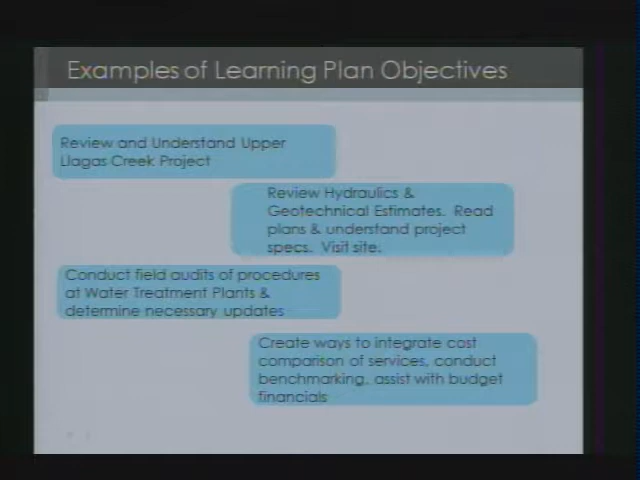 Examples of Learning Plan Objectives
Review and Understand Upper
Llagas Creek Project
Review Hydraulics &
Geotechnical Estimates. Read
plans & understand project
specs. Visit site.
Conduct field audits of procedures
at Water Treatment Plants &
determine necessary updates
Create ways to integrate cost
comparison of services, conduct
benchmarking, assist with budget
financials